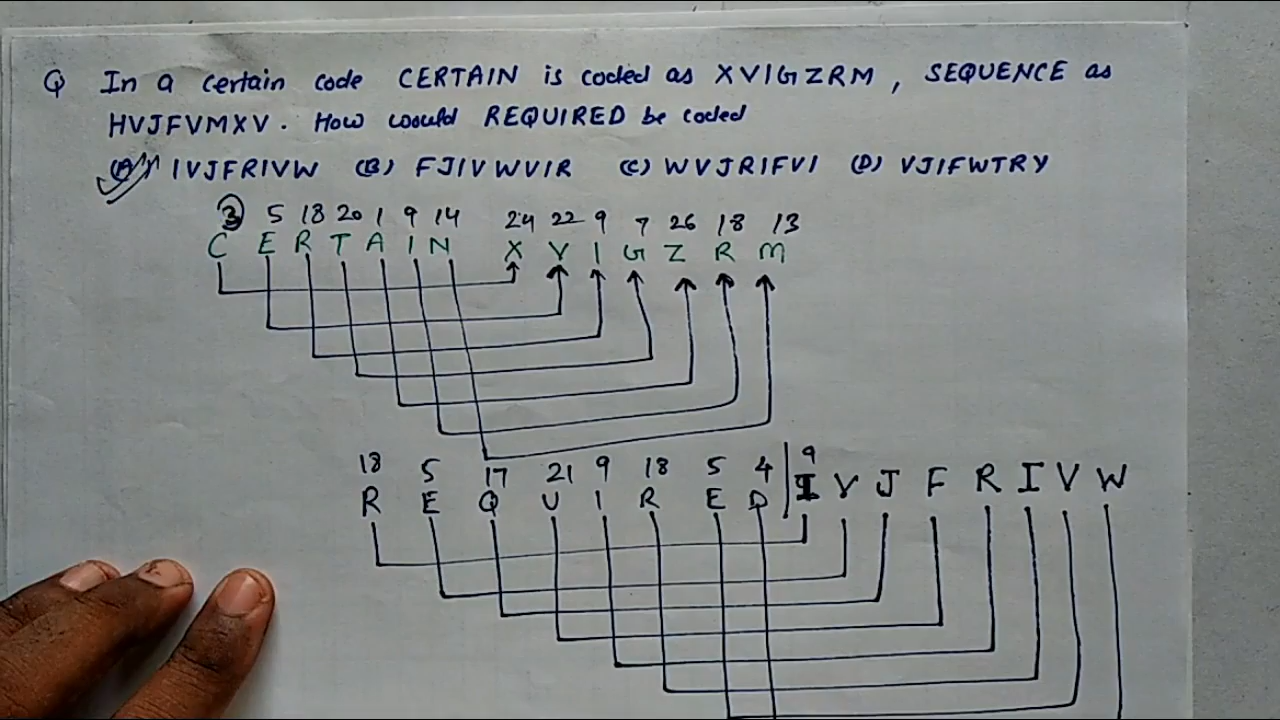 Q In a certain code CERTAIN is coded as XVIGZRM, SEQUENCE as
HVJFVMXV. How would REQUIRED be coded
(A) IVJFRIVW (B) FJIVWVIR (C) WVJRIFVI (D) VJIFWTRY
3 5 18 20 1 9 14 24 22 9 7 26 18 13
C E R T A I N X V I G Z R M
18 5 17 21 9 18 5 4 9
R E Q U I R E D I V J F R I V W